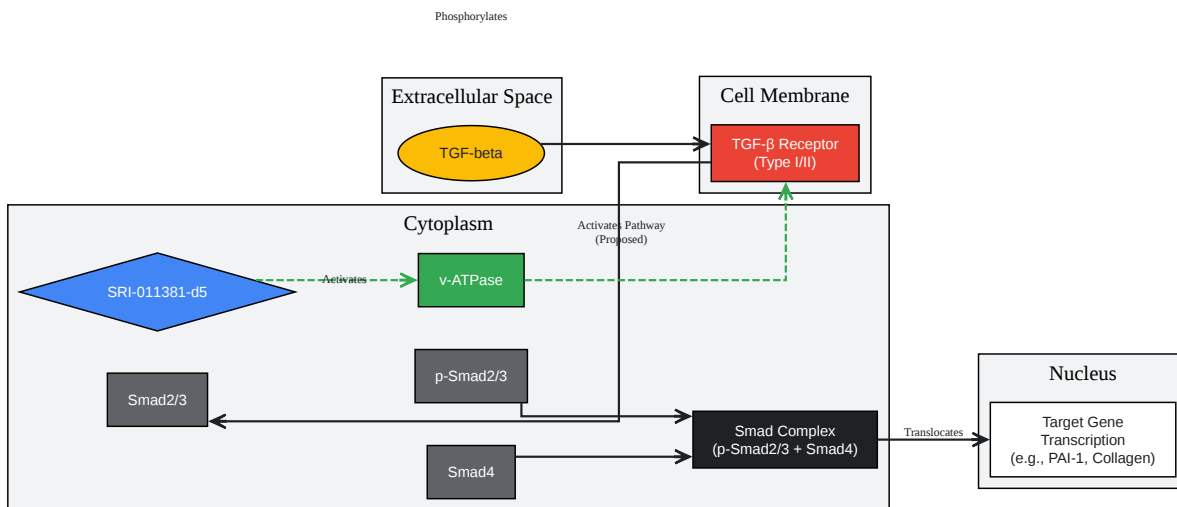 Phosphorylates
Extracellular Space
TGF-beta
Cell Membrane
TGF-β Receptor
(Type I/II)
Cytoplasm
Activates Pathway
(Proposed)
SRI-011381-d5
Activates
v-ATPase
Smad2/3
p-Smad2/3
Smad4
Smad Complex
(p-Smad2/3 + Smad4)
Translocates
Nucleus
Target Gene
Transcription
(e.g., PAI-1, Collagen)